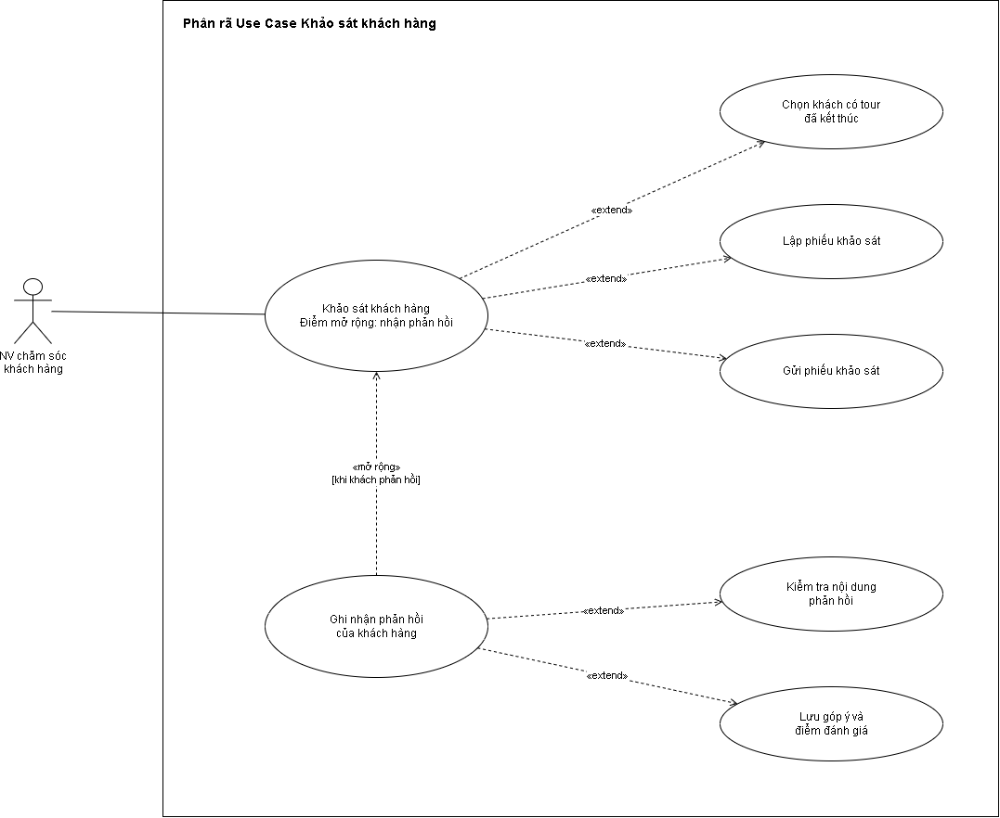 Phân rã Use Case Khảo sát khách hàng
Chọn khách có tour
đã kết thúc
«extend»
Lập phiếu khảo sát
«extend»
Khảo sát khách hàng
Điểm mở rộng: nhận phản hồi
«extend»
Gửi phiếu khảo sát
NV chăm sóc
khách hàng
«mở rộng»
[khi khách phản hồi]
Ghi nhận phản hồi
của khách hàng
«extend»
Kiểm tra nội dung
phản hồi
«extend»
Lưu góp ý và
điểm đánh giá